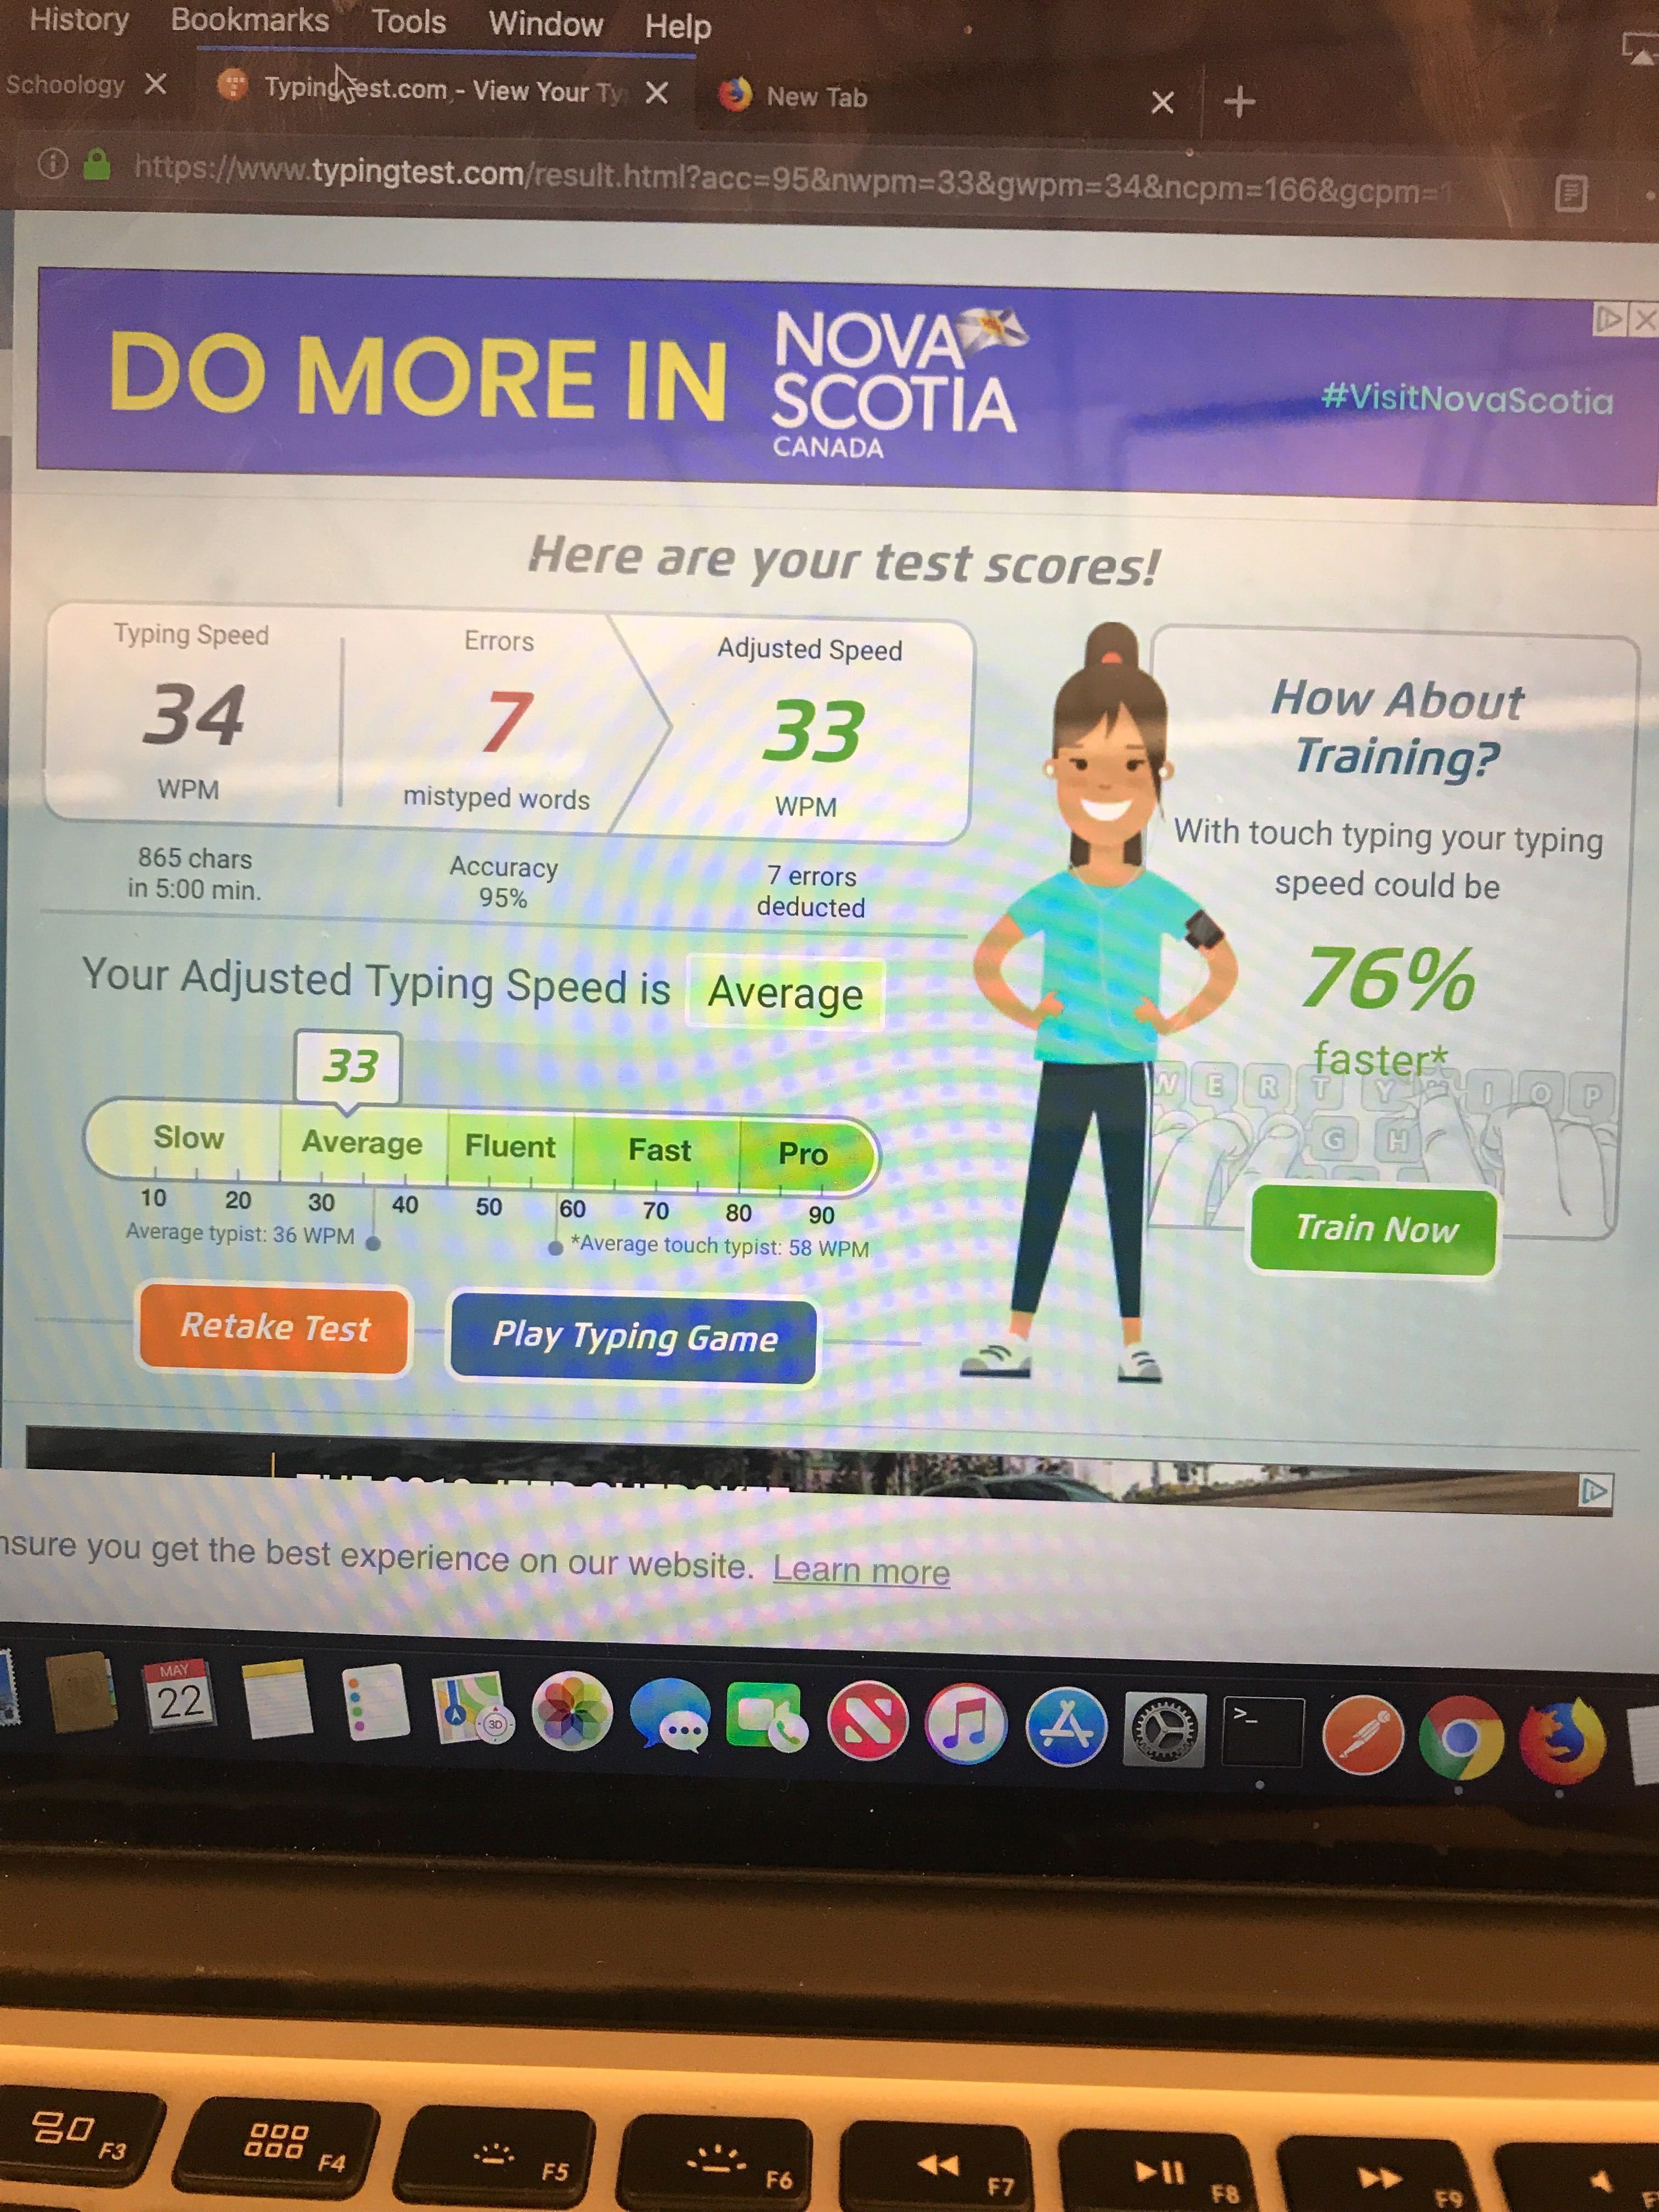 History Bookmarks Tools Window Help
Schoology
TypingTest.com - View Your Ty
New Tab
https://www.typingtest.com/result.html?acc=95&nwpm=33&gwpm=34&ncpm=166&gcpm=1
DO MORE IN
NOVA
SCOTIA
CANADA
#VisitNovaScotia
Here are your test scores!
Typing Speed
34
WPM
865 chars
in 5:00 min.
Errors
7
mistyped words
Accuracy
95%
Adjusted Speed
33
WPM
7 errors
deducted
How About
Training?
With touch typing your typing
speed could be
76%
faster*
W E R T Y I O P
G H
Train Now
Your Adjusted Typing Speed is Average
33
Slow Average Fluent Fast Pro
10 20 30 40 50 60 70 80 90
Average typist: 36 WPM
*Average touch typist: 58 WPM
Retake Test
Play Typing Game
nsure you get the best experience on our website. Learn more
MAY
22
3D
>_
F3
F4
F5
F6
F7
F8
F9